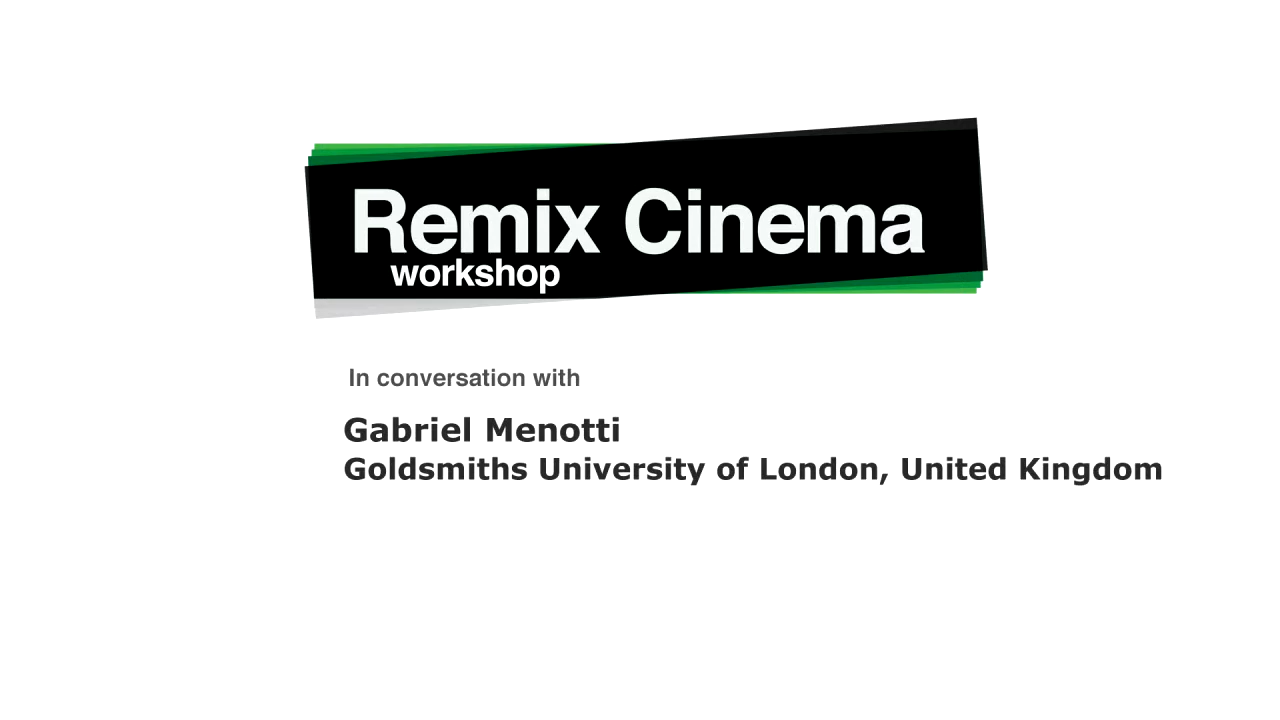 Remix Cinema
workshop
In conversation with
Gabriel Menotti
Goldsmiths University of London, United Kingdom